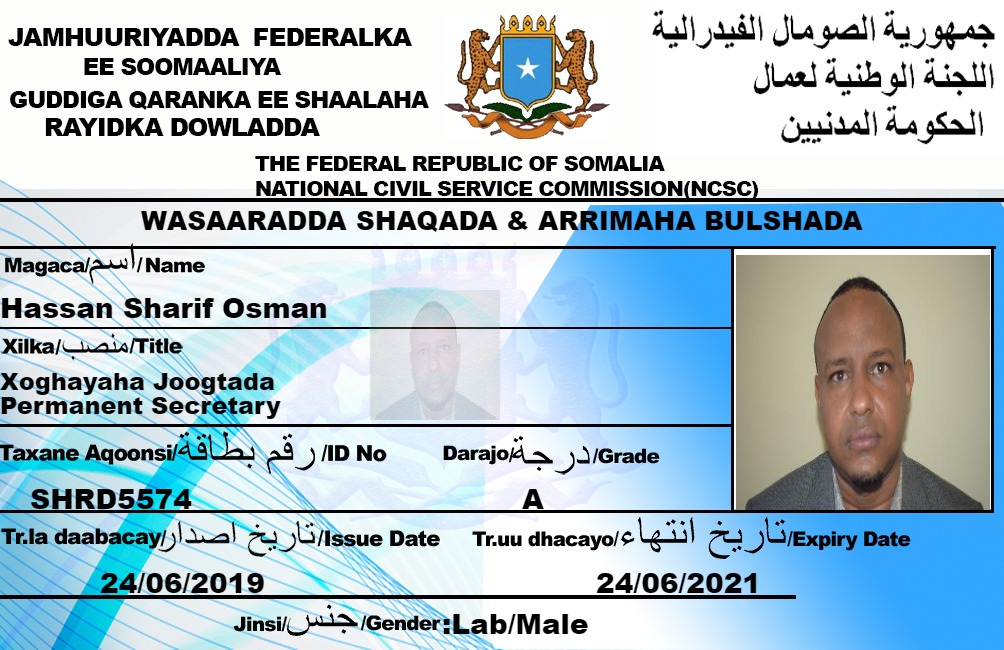 JAMHUURIYADDA FEDERALKA
EE SOOMAALIYA
GUDDIGA QARANKA EE SHAALAHA
RAYIDKA DOWLADDA
جمهورية الصومال الفيدرالية
اللجنة الوطنية لعمال
الحكومة المدنيين
THE FEDERAL REPUBLIC OF SOMALIA
NATIONAL CIVIL SERVICE COMMISSION(NCSC)
WASAARADDA SHAQADA & ARRIMAHA BULSHADA
Magaca/اسم/Name
Hassan Sharif Osman
Xilka/منصب/Title
Xoghayaha Joogtada
Permanent Secretary
Taxane Aqoonsi/رقم بطاقة/ID No
Darajo/درجة/Grade
SHRD5574
A
Tr.la daabacay/تاريخ اصدار/Issue Date
Tr.uu dhacayo/تاريخ انتهاء/Expiry Date
24/06/2019
24/06/2021
Jinsi/جنس/Gender:Lab/Male